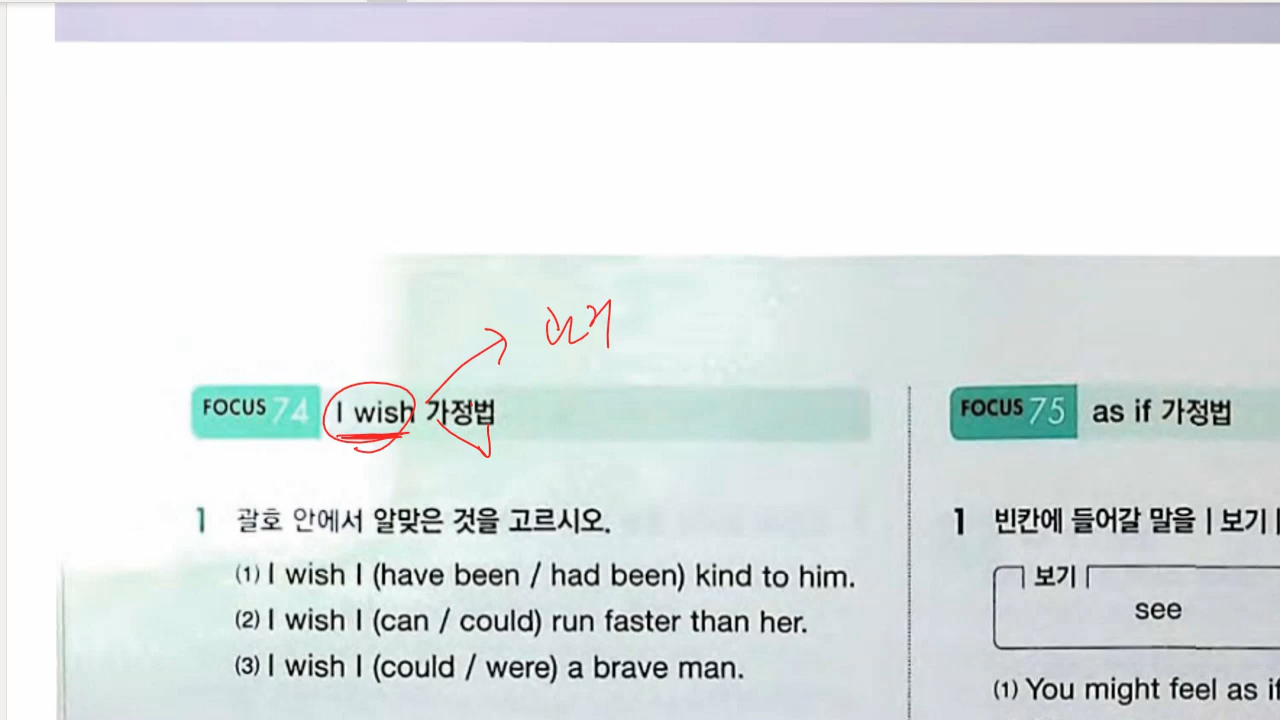 FOCUS 74 I wish 가정법
1 괄호 안에서 알맞은 것을 고르시오.
(1) I wish I (have been / had been) kind to him.
(2) I wish I (can / could) run faster than her.
(3) I wish I (could / were) a brave man.
FOCUS 75 as if 가정법
1 빈칸에 들어갈 말을 | 보기 |
보기
see
(1) You might feel as if